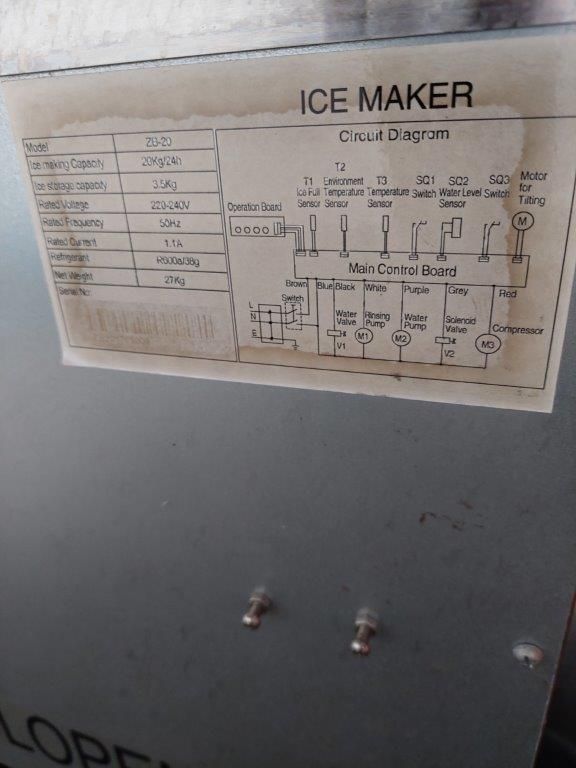 ICE MAKER
Model ZB-20
Ice making Capacity 20Kg/24h
Ice storage capacity 3.5Kg
Rated Voltage 220-240V
Rated Frequency 50Hz
Rated Current 1.1A
Refrigerant R600a/38g
Net Weight 27Kg
Serial No:
Circuit Diagram
T1 Ice Full Sensor
T2 Environment Temperature Sensor
T3 Temperature Sensor
SQ1 Switch
SQ2 Water Level Sensor
SQ3 Switch
Motor for Tilting
M
Operation Board
Main Control Board
Brown Blue Black White Purple Grey Red
L
N
E
Switch
Water Valve V1
Rinsing Pump M1
Water Pump M2
Solenoid Valve V2
Compressor M3